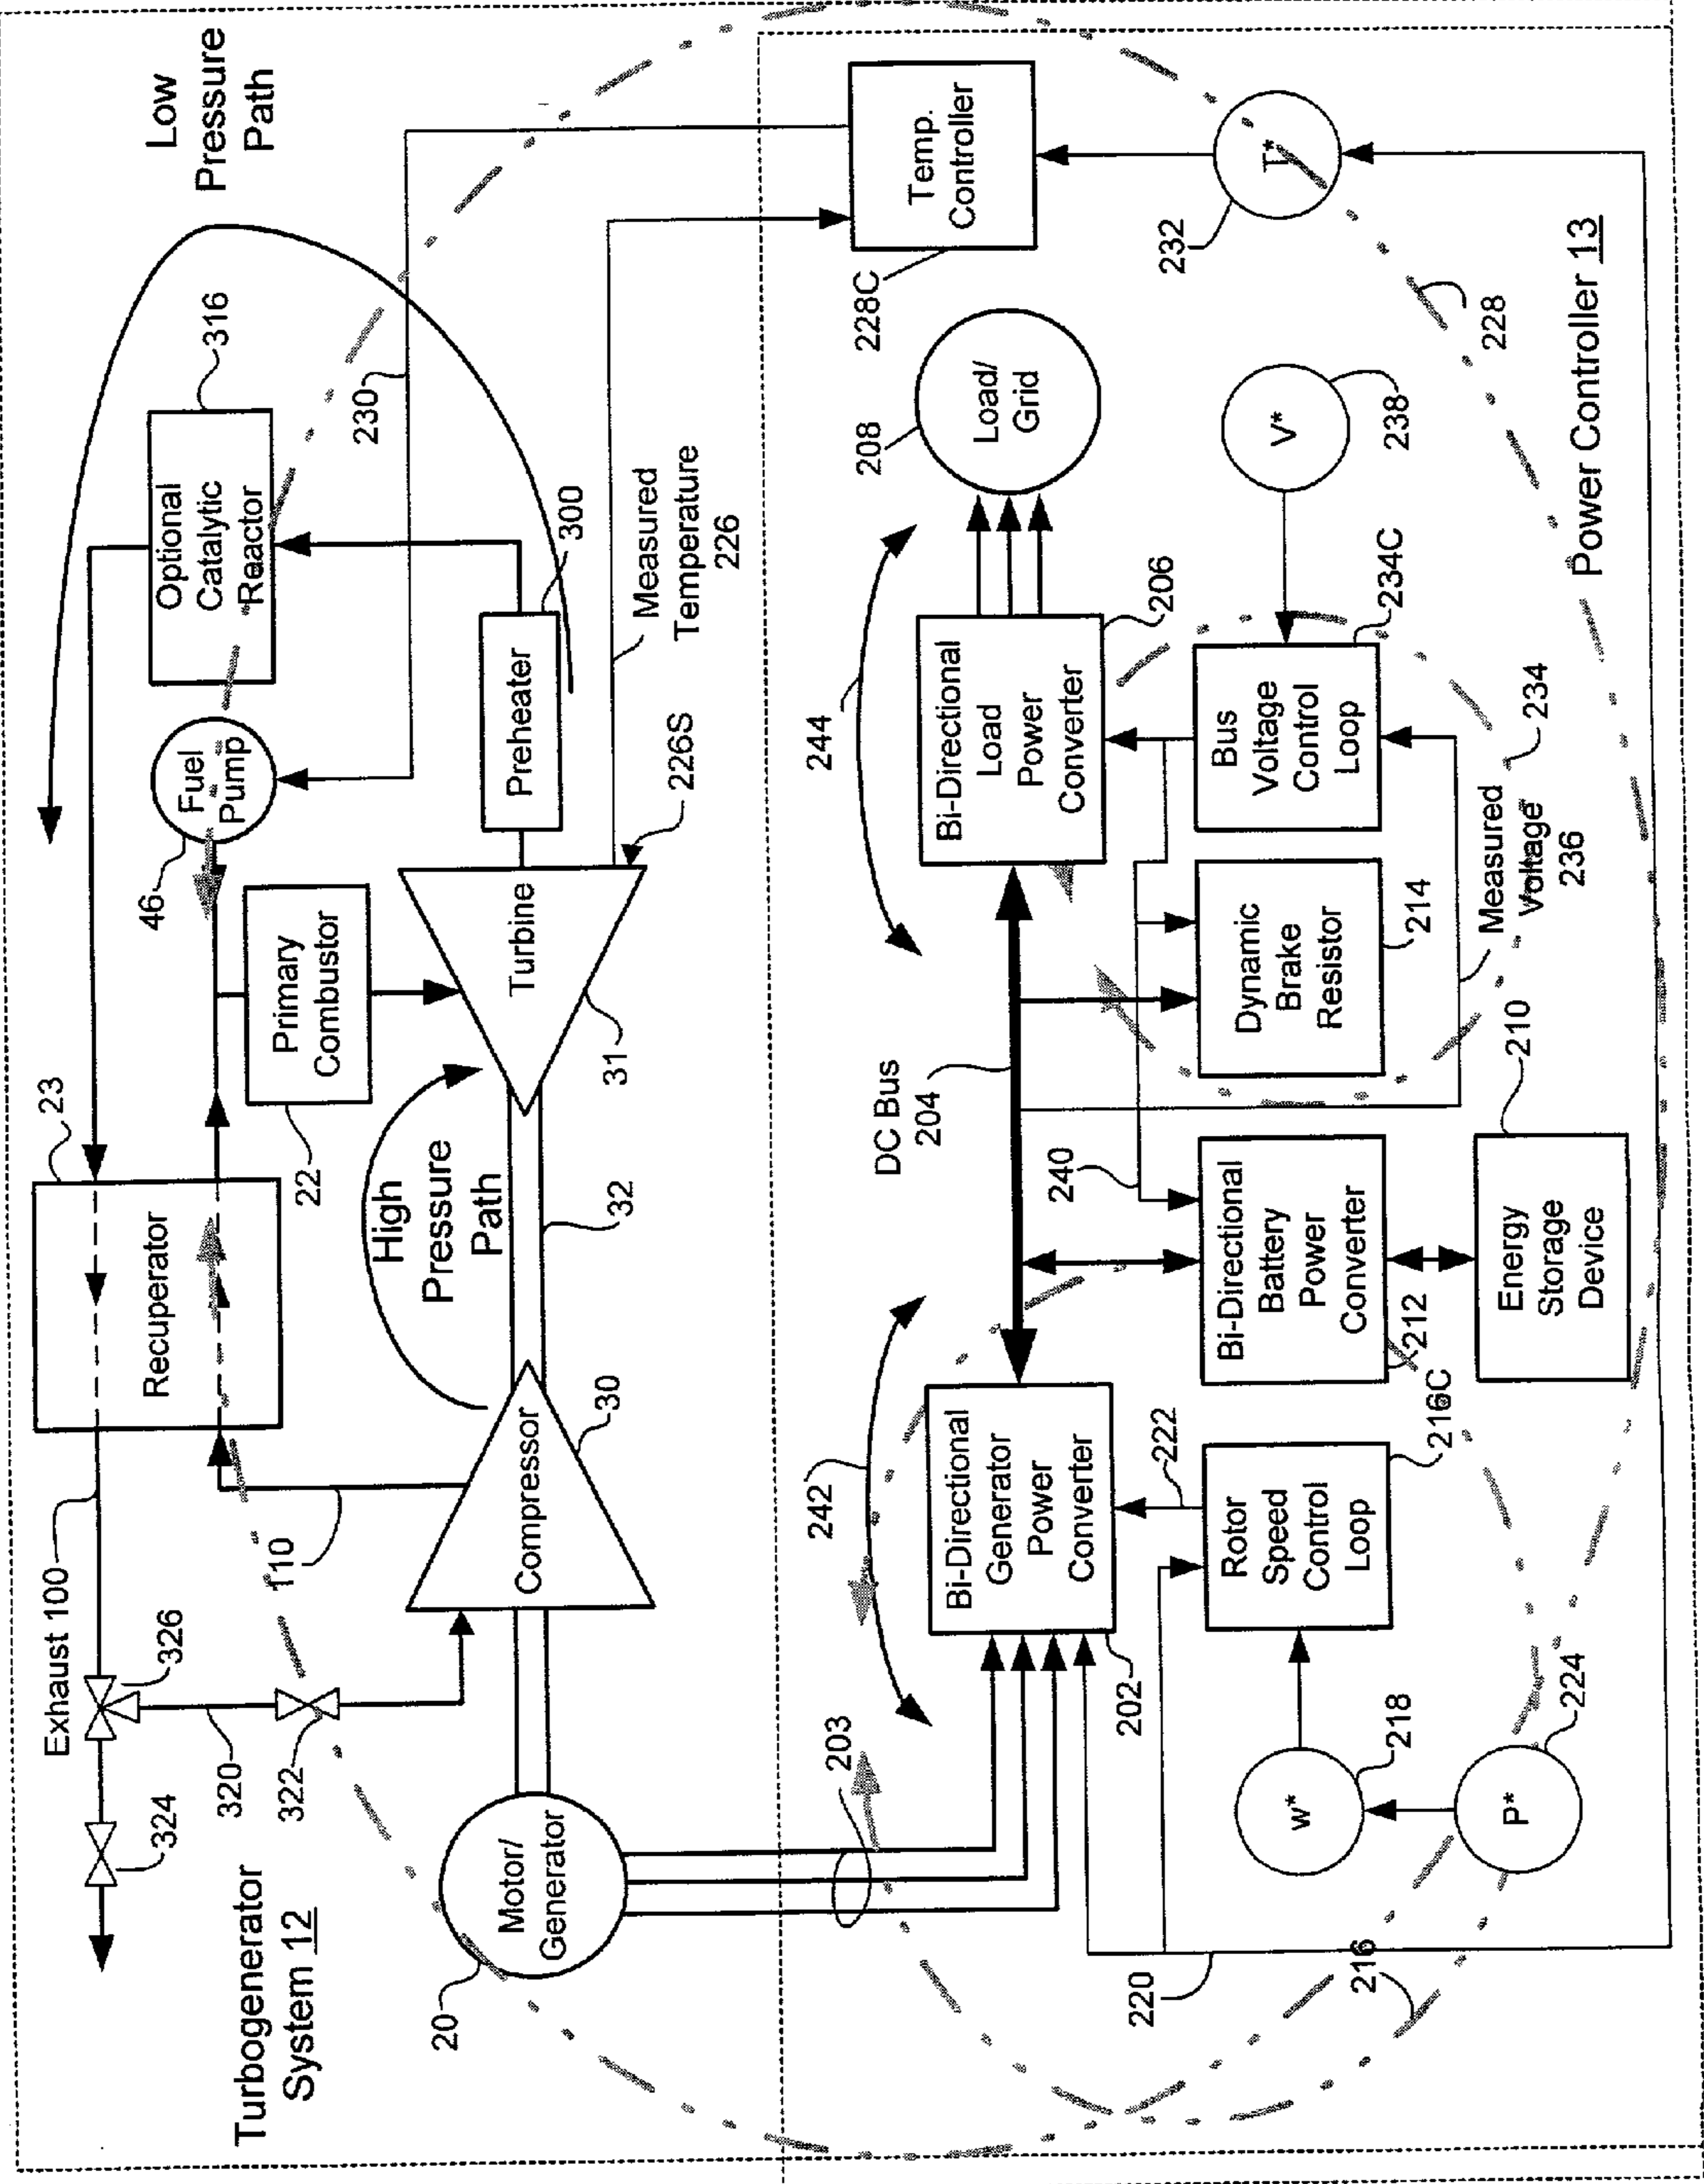 Turbogenerator
System 12
Low
Pressure
Path
Exhaust 100
324
326
320
322
110
23
Recuperator
46
Fuel
Pump
316
Optional
Catalytic
Reactor
230
22
Primary
Combustor
High
Pressure
Path
20
Motor/
Generator
Compressor
30
32
Turbine
31
Preheater
300
226S
Measured
Temperature
226
203
242
244
DC Bus
204
208
Load/
Grid
228C
Temp.
Controller
Bi-Directional
Generator
Power
Converter
202
Bi-Directional
Load
Power
Converter
206
240
222
220
216
Rotor
Speed
Control
Loop
216C
Bi-Directional
Battery
Power
Converter
212
Dynamic
Brake
Resistor
214
Bus
Voltage
Control
Loop
234C
V*
238
232
T*
w*
218
P*
224
Energy
Storage
Device
210
Measured
Voltage
236
234
228
Power Controller 13